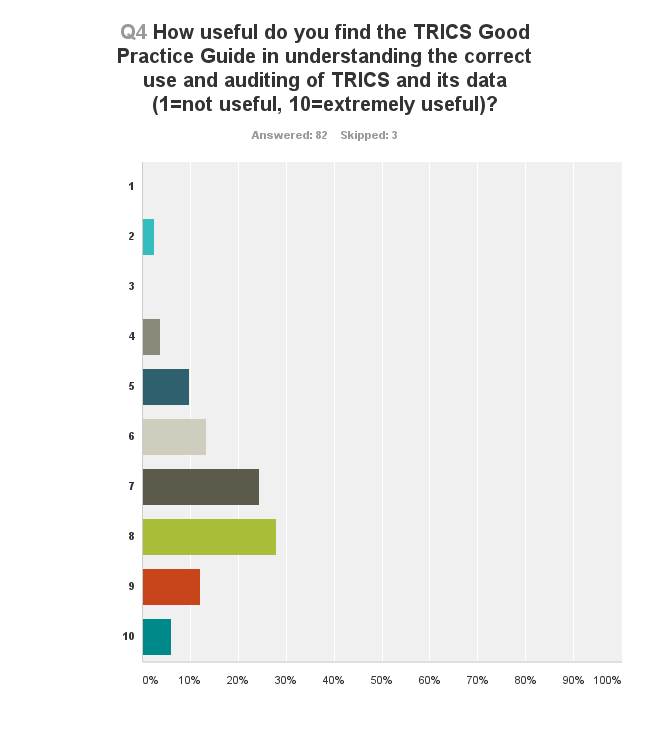 Q4 How useful do you find the TRICS Good
Practice Guide in understanding the correct
use and auditing of TRICS and its data
(1=not useful, 10=extremely useful)?
Answered: 82 Skipped: 3
1
2
3
4
5
6
7
8
9
10
0% 10% 20% 30% 40% 50% 60% 70% 80% 90% 100%